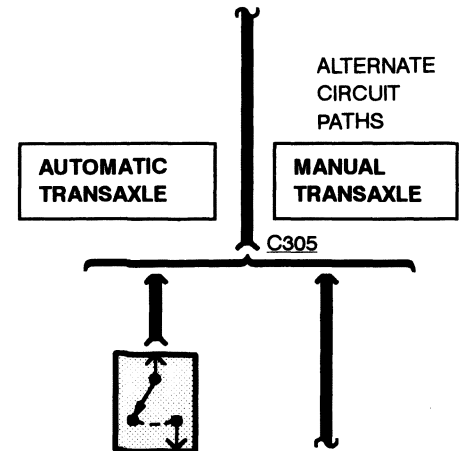 ALTERNATE
CIRCUIT
PATHS
AUTOMATIC
TRANSAXLE
MANUAL
TRANSAXLE
C305